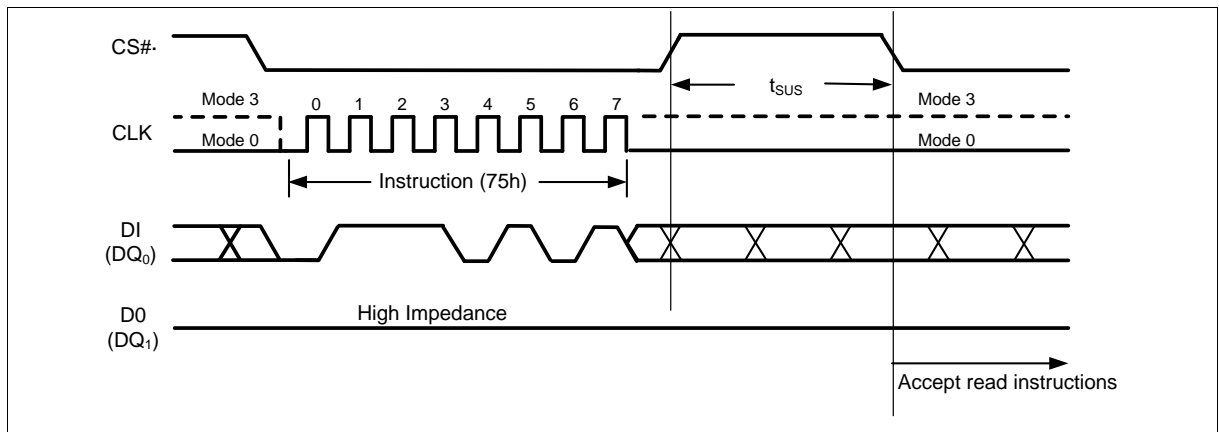 CS#·
tSUS
Mode 3
0 1 2 3 4 5 6 7
Mode 3
CLK
Mode 0
Mode 0
Instruction (75h)
DI
(DQ0)
D0
(DQ1)
High Impedance
Accept read instructions